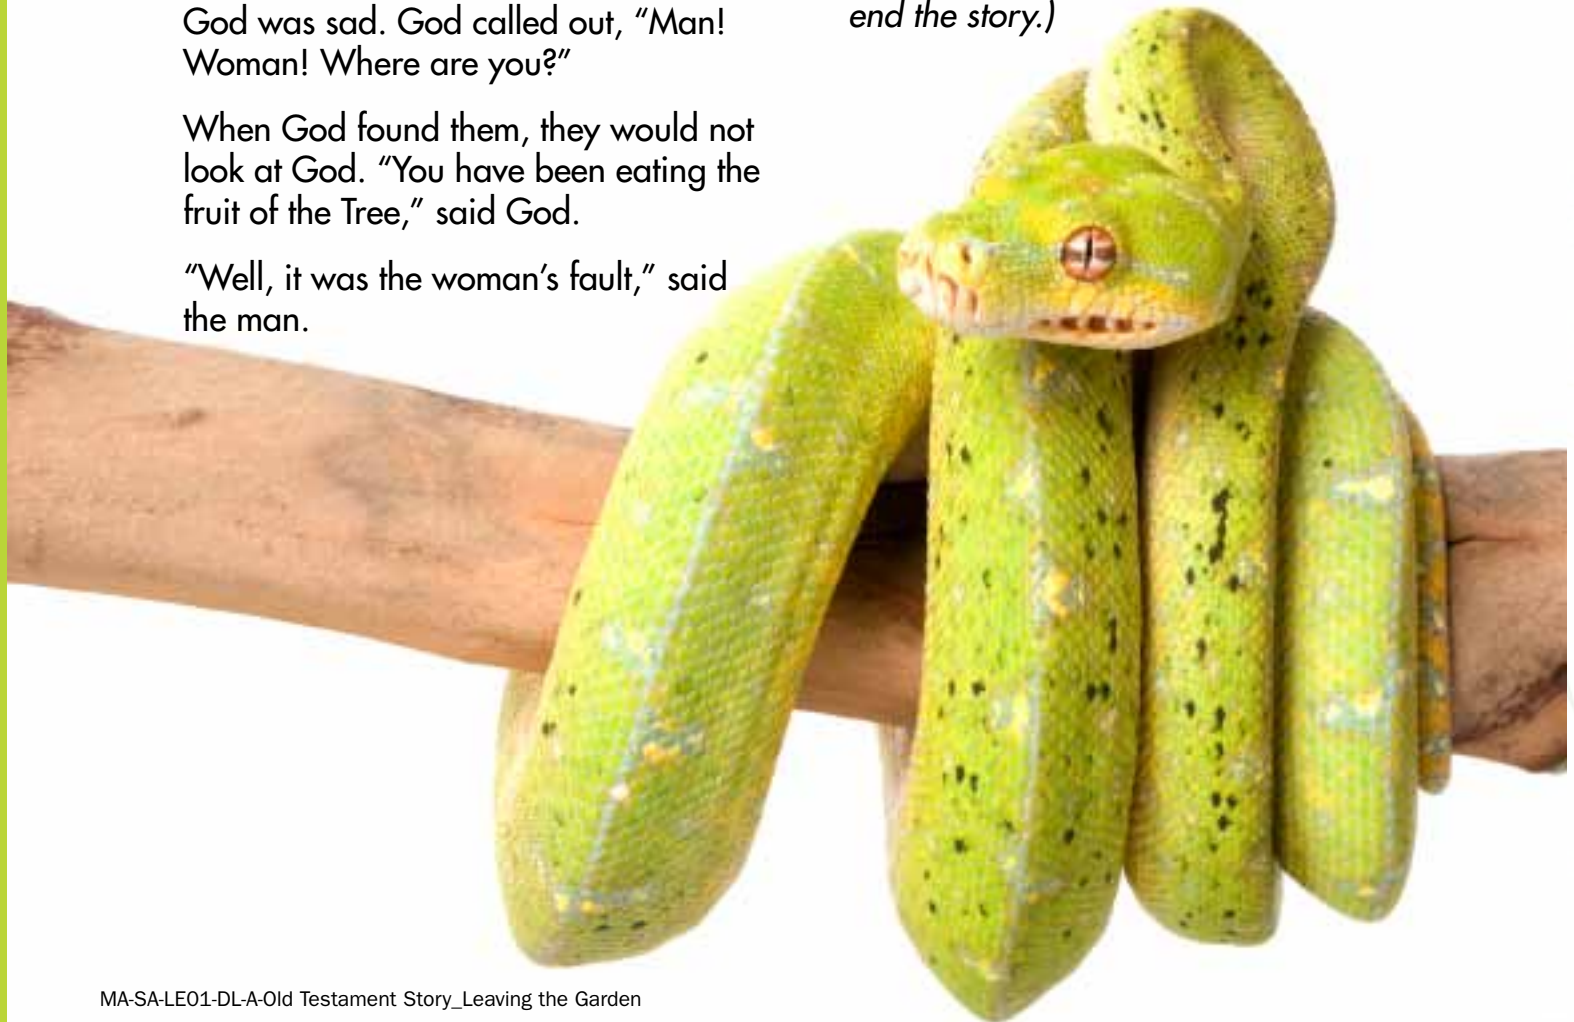 God was sad. God called out, “Man!
Woman! Where are you?”
When God found them, they would not
look at God. “You have been eating the
fruit of the Tree,” said God.
“Well, it was the woman’s fault,” said
the man.
end the story.)
MA-SA-LE01-DL-A-Old Testament Story_Leaving the Garden